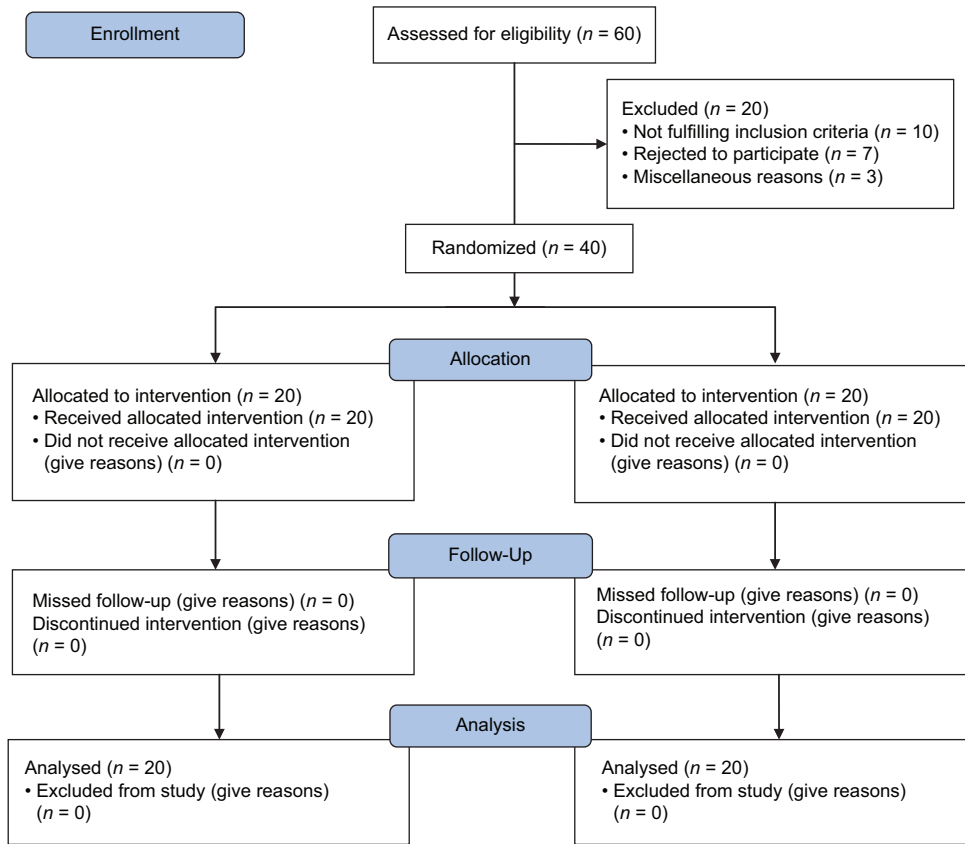 Enrollment
Assessed for eligibility (n = 60)
Excluded (n = 20)
• Not fulfilling inclusion criteria (n = 10)
• Rejected to participate (n = 7)
• Miscellaneous reasons (n = 3)
Randomized (n = 40)
Allocation
Allocated to intervention (n = 20)
• Received allocated intervention (n = 20)
• Did not receive allocated intervention
(give reasons) (n = 0)
Allocated to intervention (n = 20)
• Received allocated intervention (n = 20)
• Did not receive allocated intervention
(give reasons) (n = 0)
Follow-Up
Missed follow-up (give reasons) (n = 0)
Discontinued intervention (give reasons)
(n = 0)
Missed follow-up (give reasons) (n = 0)
Discontinued intervention (give reasons)
(n = 0)
Analysis
Analysed (n = 20)
• Excluded from study (give reasons)
(n = 0)
Analysed (n = 20)
• Excluded from study (give reasons)
(n = 0)